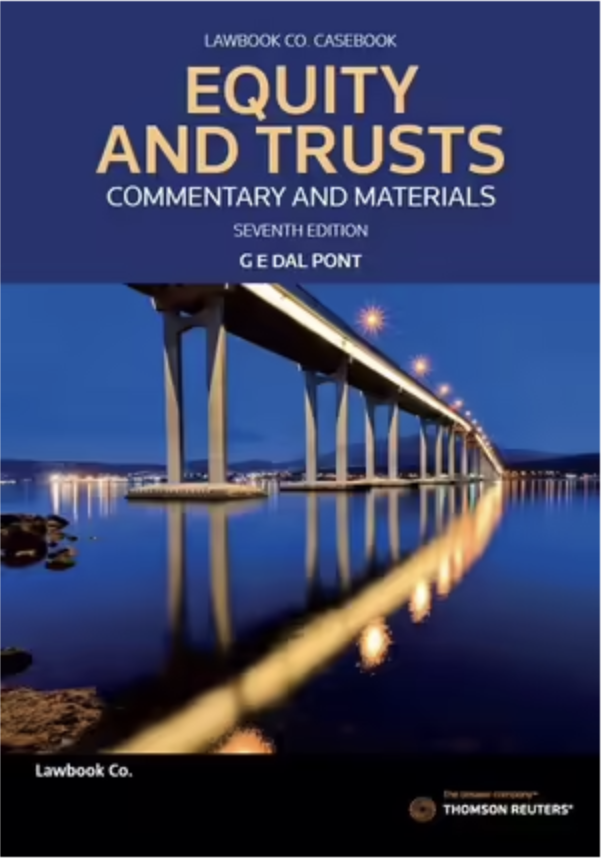 LAWBOOK CO. CASEBOOK
EQUITY
AND TRUSTS
COMMENTARY AND MATERIALS
SEVENTH EDITION
G E DAL PONT
Lawbook Co.
THOMSON REUTERS®